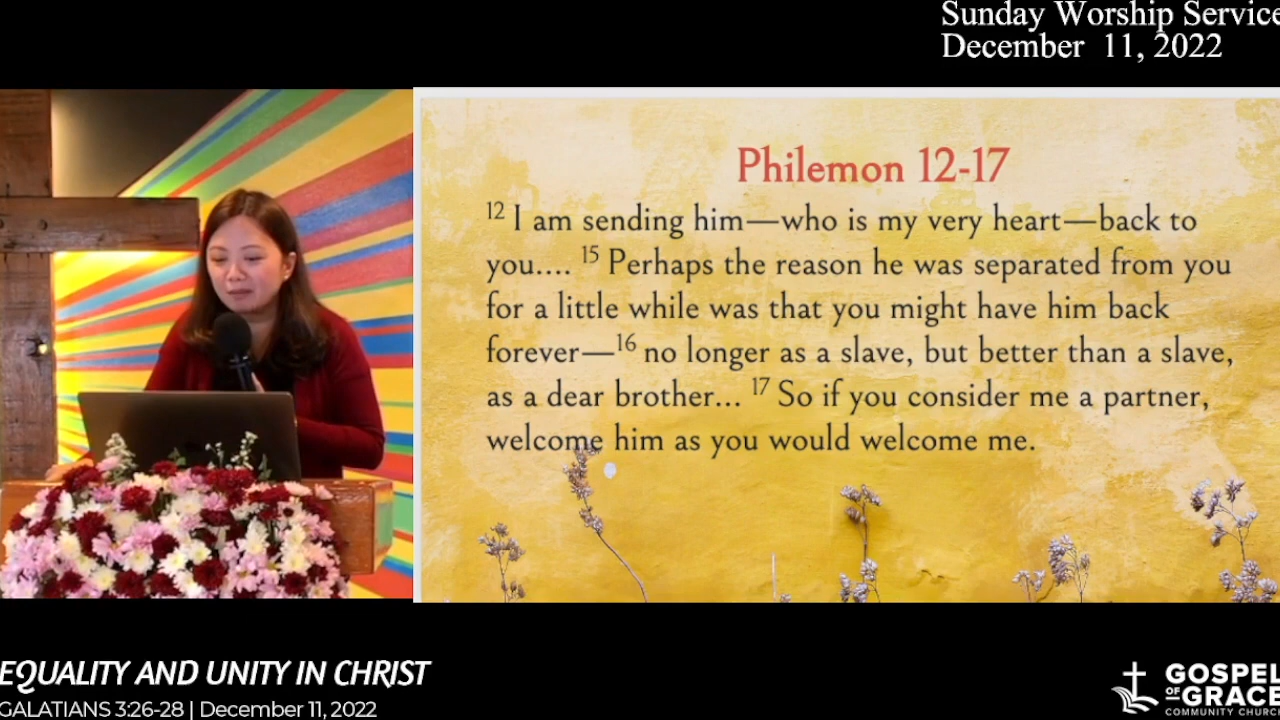 Sunday Worship Service
December 11, 2022
Philemon 12-17
12 I am sending him—who is my very heart—back to
you.... 15 Perhaps the reason he was separated from you
for a little while was that you might have him back
forever—16 no longer as a slave, but better than a slave,
as a dear brother... 17 So if you consider me a partner,
welcome him as you would welcome me.
EQUALITY AND UNITY IN CHRIST
GALATIANS 3:26-28 | December 11, 2022
GOSPEL
OF GRACE
COMMUNITY CHURCH